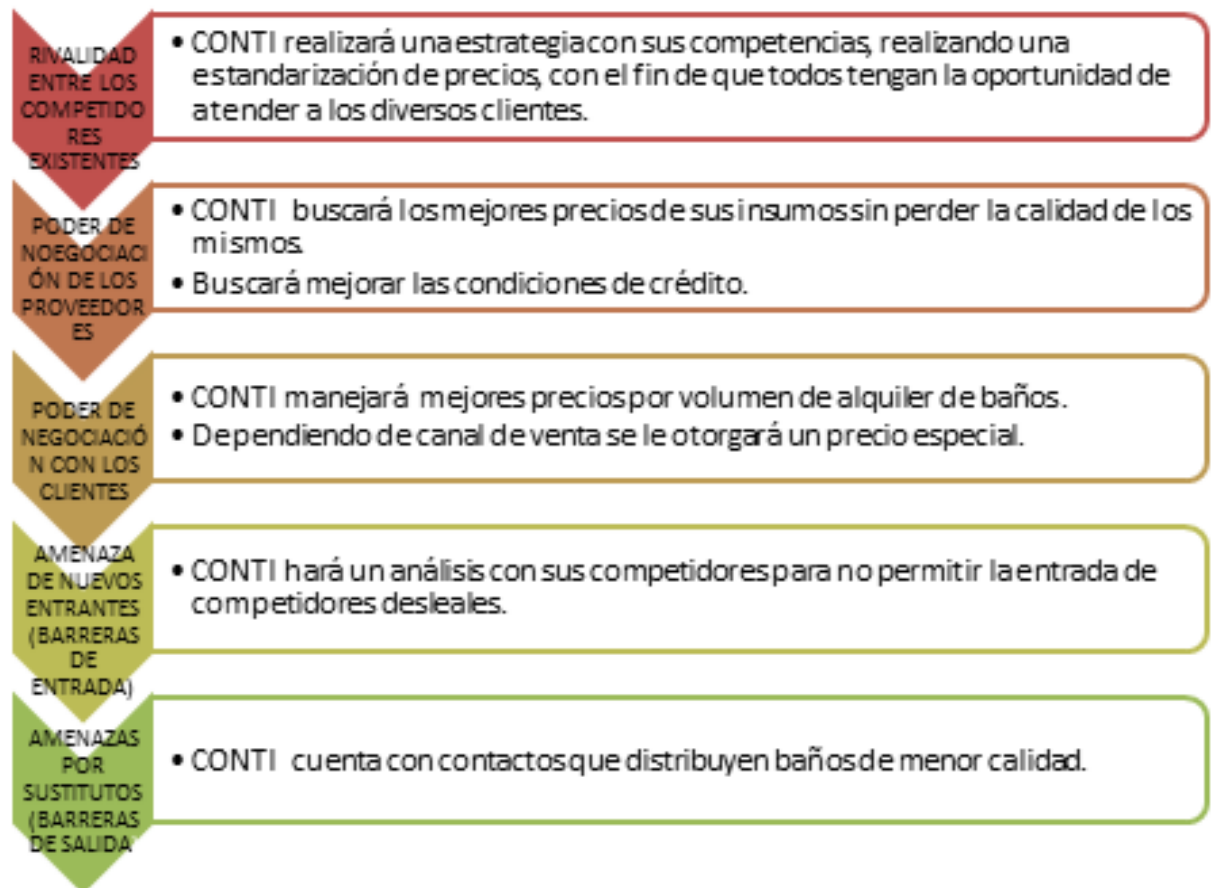 RIVALIDAD
ENTRE LOS
COMPETIDO
RES
EXISTENTES
• CONTI realizará una estrategia con sus competencias, realizando una
estandarización de precios, con el fin de que todos tengan la oportunidad de
atender a los diversos clientes.
PODER DE
NOEGOCIACI
ÓN DE LOS
PROVEEDOR
ES
• CONTI buscará los mejores precios de sus insumos sin perder la calidad de los
mismos.
• Buscará mejorar las condiciones de crédito.
PODER DE
NEGOCIACIÓ
N CON LOS
CLIENTES
• CONTI manejará mejores precios por volumen de alquiler de baños.
• Dependiendo de canal de venta se le otorgará un precio especial.
AMENAZA
DE NUEVOS
ENTRANTES
(BARRERAS
DE
ENTRADA)
• CONTI hará un análisis con sus competidores para no permitir la entrada de
competidores desleales.
AMENAZAS
POR
SUSTITUTOS
(BARRERAS
DE SALIDA
• CONTI cuenta con contactos que distribuyen baños de menor calidad.